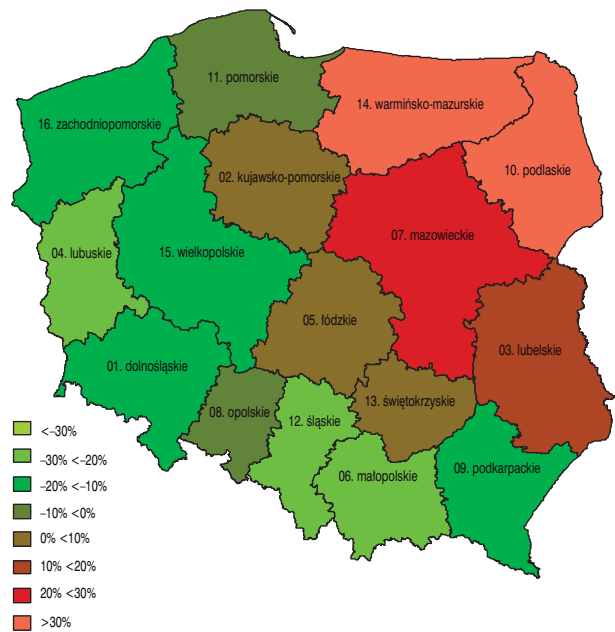 11. pomorskie
14. warmińsko-mazurskie
16. zachodniopomorskie
10. podlaskie
02. kujawsko-pomorskie
07. mazowieckie
04. lubuskie
15. wielkopolskie
05. łódzkie
03. lubelskie
01. dolnośląskie
13. świętokrzyskie
08. opolskie
12. śląskie
09. podkarpackie
06. małopolskie
<–30%
–30% <–20%
–20% <–10%
–10% <0%
0% <10%
10% <20%
20% <30%
>30%